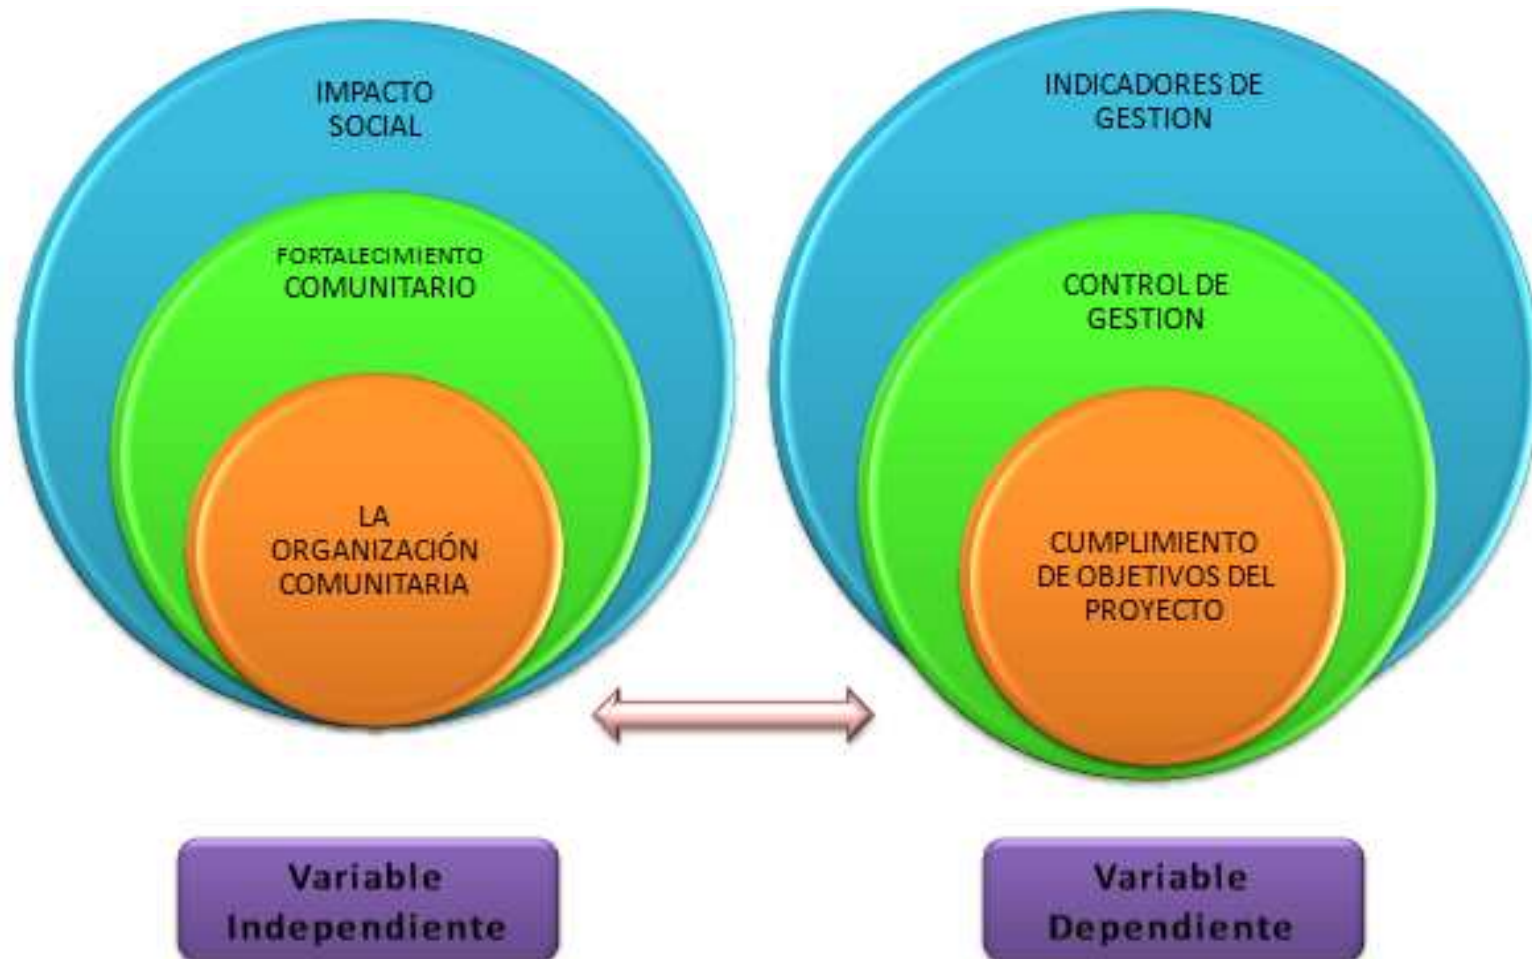 IMPACTO
SOCIAL
FORTALECIMIENTO
COMUNITARIO
LA
ORGANIZACIÓN
COMUNITARIA
INDICADORES DE
GESTION
CONTROL DE
GESTION
CUMPLIMIENTO
DE OBJETIVOS DEL
PROYECTO
Variable
Independiente
Variable
Dependiente